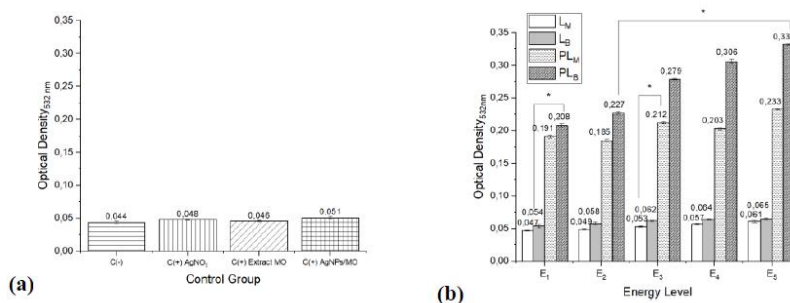 0,35
0,30
0,25
0,20
0,15
0,10
0,05
0,00
Optical Density532 nm
0,044
0,048
0,046
0,051
C(-)
C(+) AgNO3
C(+) Extract MO
C(+) AgNPs/MO
Control Group
(a)
LM
LB
PLM
PLB
0,35
0,30
0,25
0,20
0,15
0,10
0,05
0,00
Optical Density532nm
*
*
*
0,047
0,054
0,191
0,208
0,049
0,058
0,185
0,227
0,053
0,062
0,212
0,279
0,057
0,064
0,203
0,306
0,061
0,065
0,233
E1
E2
E3
E4
E5
Energy Level
(b)